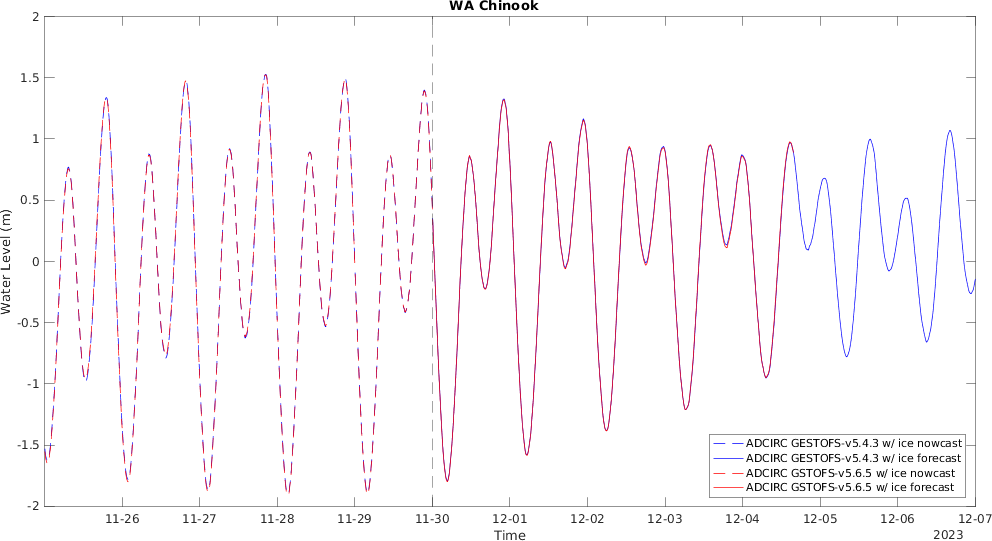 WA Chinook
2
1.5
1
0.5
0
-0.5
-1
-1.5
-2
Water Level (m)
11-26 11-27 11-28 11-29 11-30 12-01 12-02 12-03 12-04 12-05 12-06 12-07
Time
2023
ADCIRC GESTOFS-v5.4.3 w/ ice nowcast
ADCIRC GESTOFS-v5.4.3 w/ ice forecast
ADCIRC GSTOFS-v5.6.5 w/ ice nowcast
ADCIRC GSTOFS-v5.6.5 w/ ice forecast